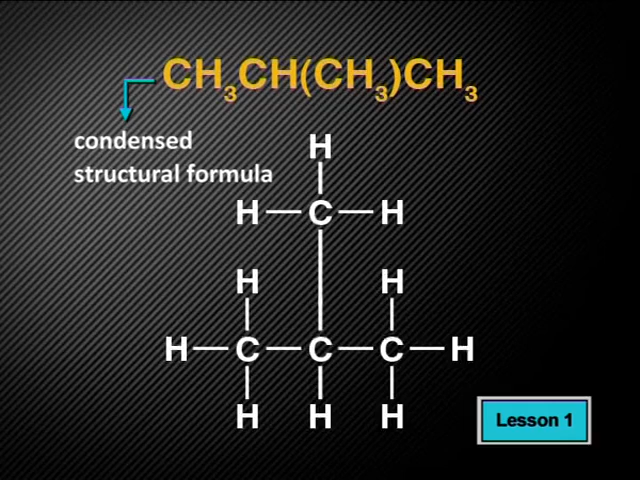 CH₃CH(CH₃)CH₃
condensed
structural formula
H
H—C—H
H H
H—C—C—C—H
H H H
Lesson 1